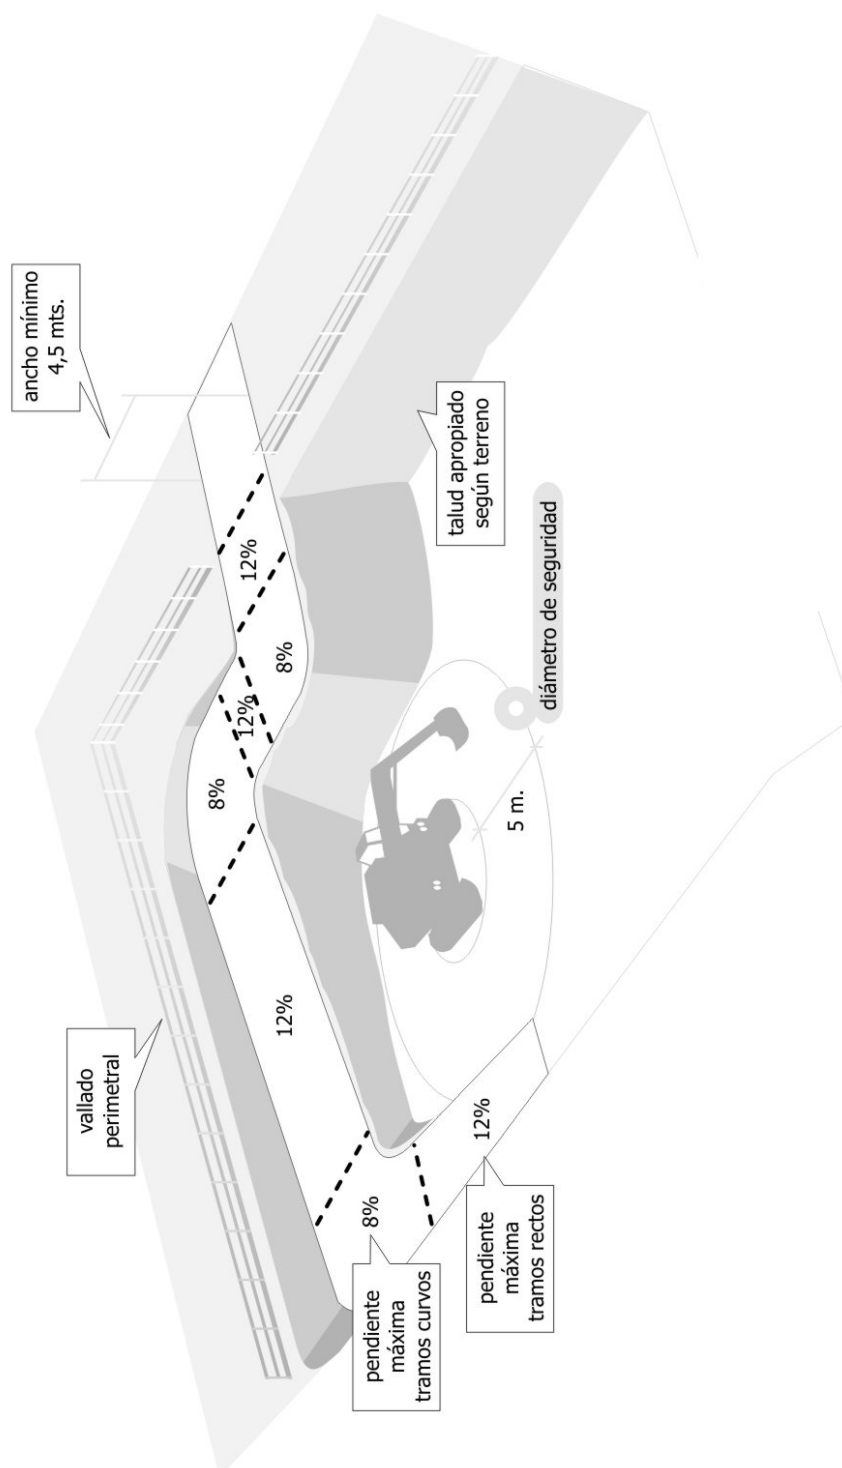 ancho mínimo
4,5 mts.
vallado
perimetral
talud apropiado
según terreno
diámetro de seguridad
5 m.
12%
8%
12%
8%
12%
8%
12%
pendiente
máxima
tramos curvos
pendiente
máxima
tramos rectos